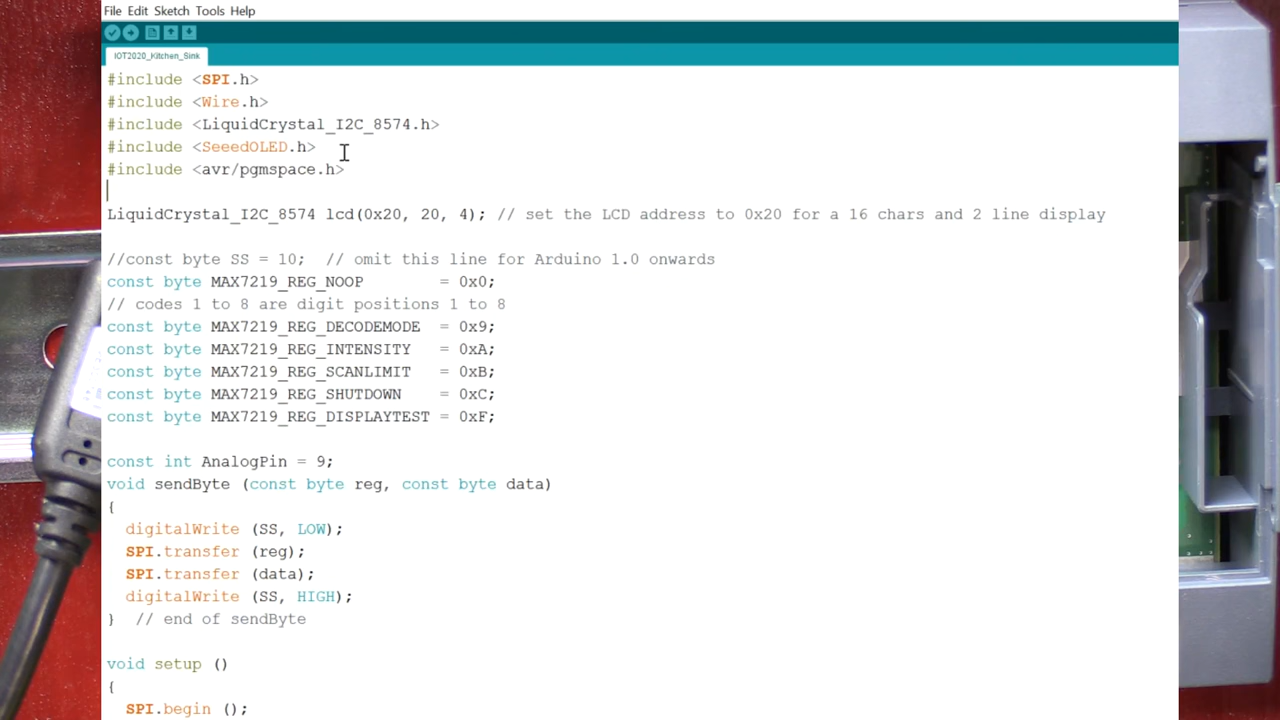 File Edit Sketch Tools Help
IOT2020_Kitchen_Sink
#include <SPI.h>
#include <Wire.h>
#include <LiquidCrystal_I2C_8574.h>
#include <SeeedOLED.h>
#include <avr/pgmspace.h>
LiquidCrystal_I2C_8574 lcd(0x20, 20, 4); // set the LCD address to 0x20 for a 16 chars and 2 line display
//const byte SS = 10;  // omit this line for Arduino 1.0 onwards
const byte MAX7219_REG_NOOP        = 0x0;
// codes 1 to 8 are digit positions 1 to 8
const byte MAX7219_REG_DECODEMODE  = 0x9;
const byte MAX7219_REG_INTENSITY   = 0xA;
const byte MAX7219_REG_SCANLIMIT   = 0xB;
const byte MAX7219_REG_SHUTDOWN    = 0xC;
const byte MAX7219_REG_DISPLAYTEST = 0xF;
const int AnalogPin = 9;
void sendByte (const byte reg, const byte data)
{
  digitalWrite (SS, LOW);
  SPI.transfer (reg);
  SPI.transfer (data);
  digitalWrite (SS, HIGH);
}  // end of sendByte
void setup ()
{
  SPI.begin ();